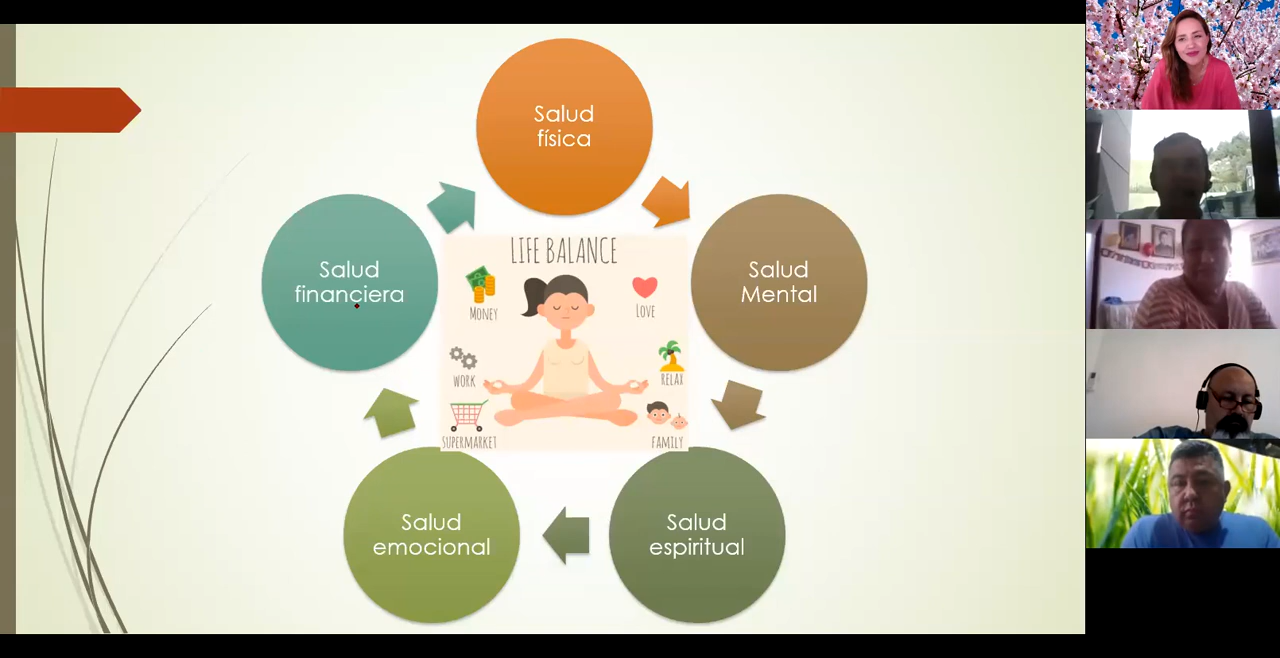 Salud
física
Salud
financiera
LIFE BALANCE
MONEY
LOVE
WORK
RELAX
SUPERMARKET
FAMILY
Salud
Mental
Salud
emocional
Salud
espiritual